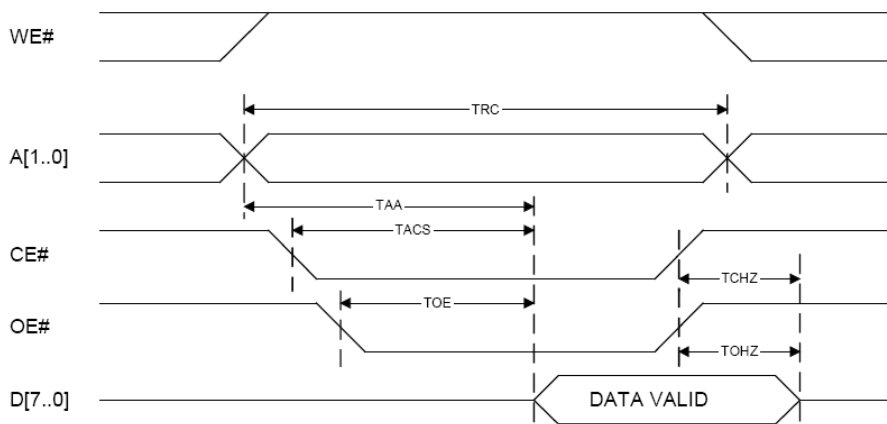 WE#
TRC
A[1..0]
TAA
TACS
CE#
TCHZ
TOE
OE#
TOHZ
D[7..0]
DATA VALID